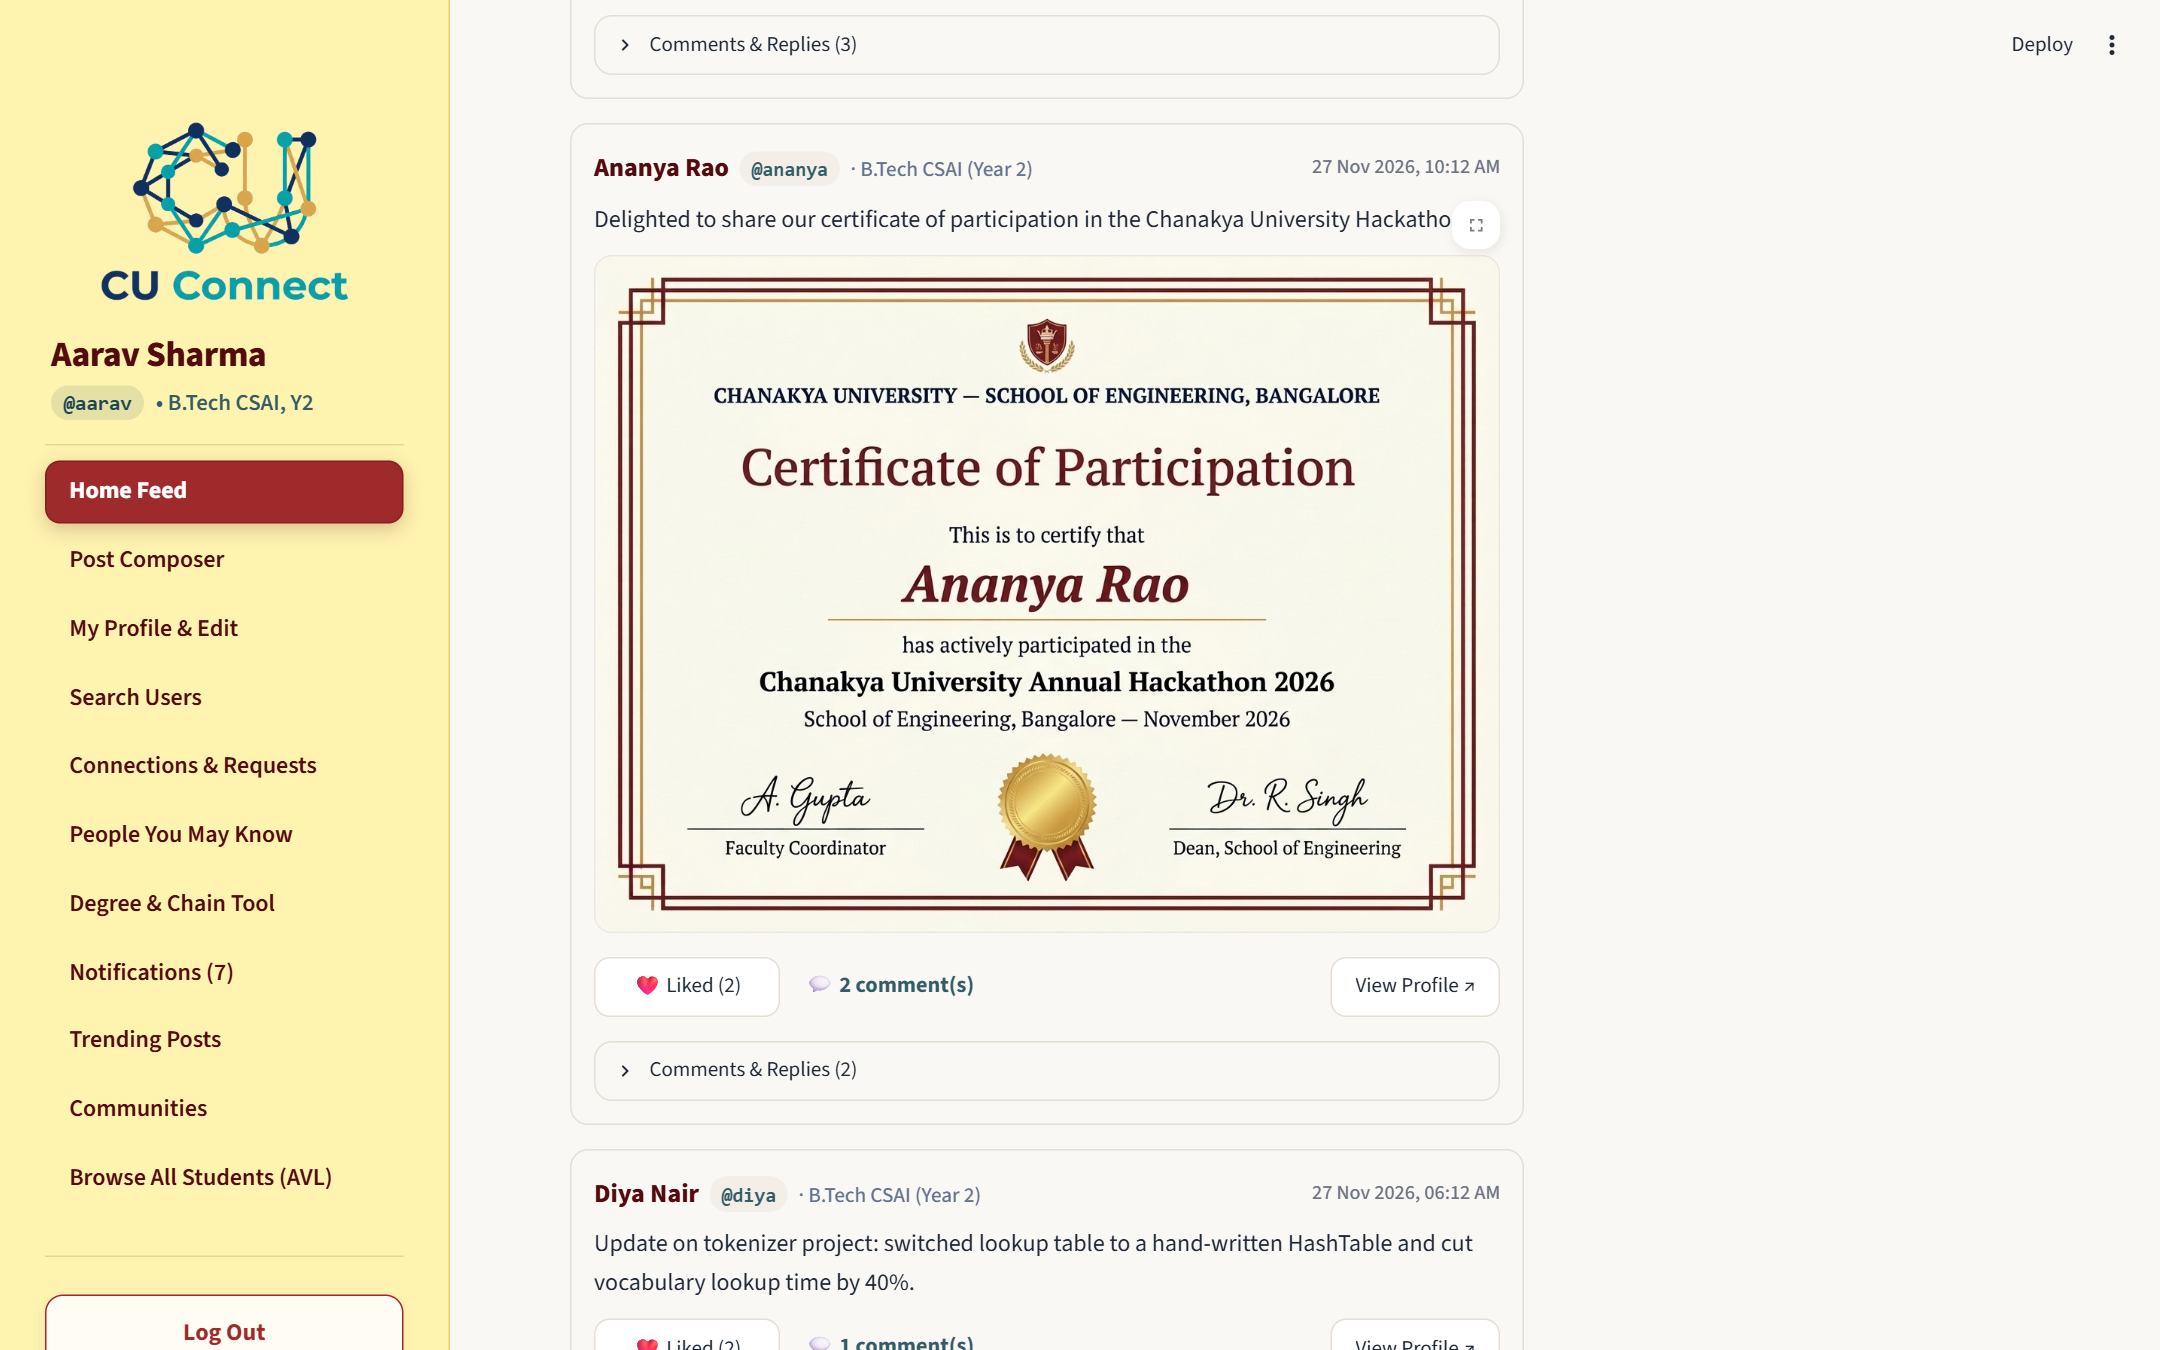 CU Connect
Aarav Sharma
@aarav • B.Tech CSAI, Y2
Home Feed
Post Composer
My Profile & Edit
Search Users
Connections & Requests
People You May Know
Degree & Chain Tool
Notifications (7)
Trending Posts
Communities
Browse All Students (AVL)
Log Out
Deploy
Comments & Replies (3)
Ananya Rao @ananya · B.Tech CSAI (Year 2) 27 Nov 2026, 10:12 AM
Delighted to share our certificate of participation in the Chanakya University Hackatho
CHANAKYA UNIVERSITY — SCHOOL OF ENGINEERING, BANGALORE
Certificate of Participation
This is to certify that
Ananya Rao
has actively participated in the
Chanakya University Annual Hackathon 2026
School of Engineering, Bangalore — November 2026
A. Gupta Dr. R. Singh
Faculty Coordinator Dean, School of Engineering
Liked (2) 2 comment(s) View Profile ↗
Comments & Replies (2)
Diya Nair @diya · B.Tech CSAI (Year 2) 27 Nov 2026, 06:12 AM
Update on tokenizer project: switched lookup table to a hand-written HashTable and cut
vocabulary lookup time by 40%.
Liked (2) 1 comment(s) View Profile ↗